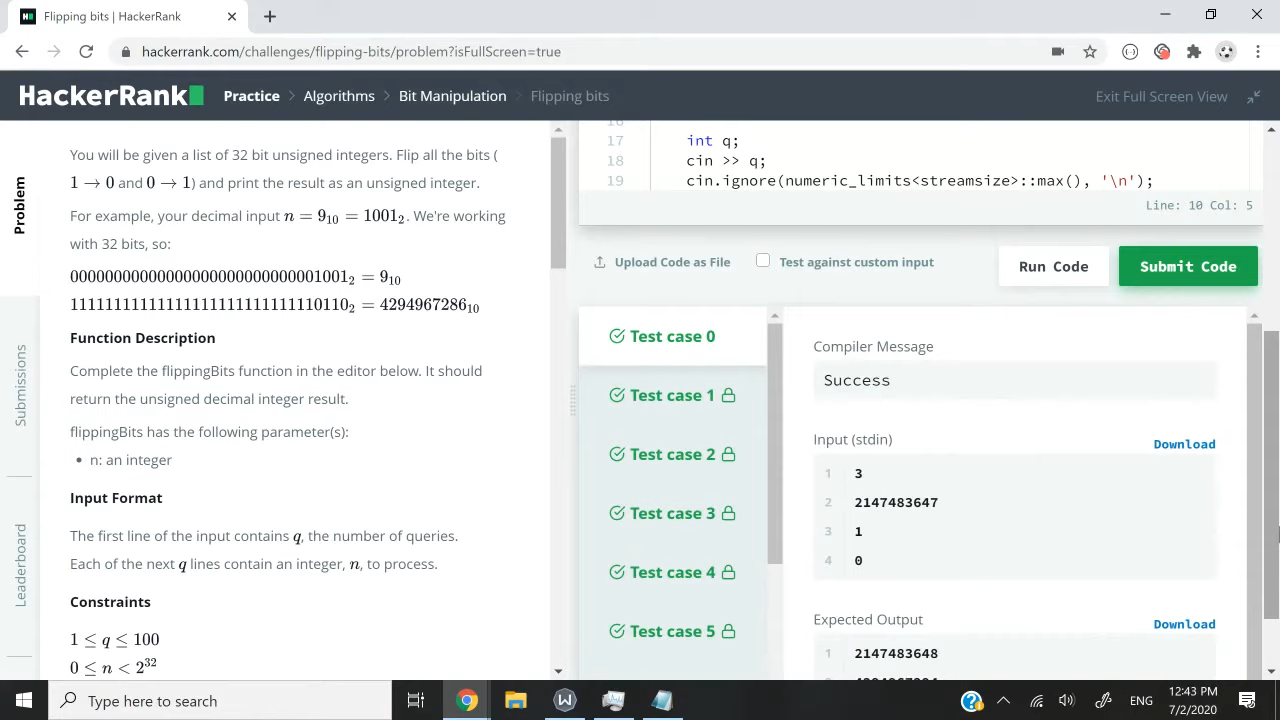 Flipping bits | HackerRank
hackerrank.com/challenges/flipping-bits/problem?isFullScreen=true
HackerRank
Practice > Algorithms > Bit Manipulation > Flipping bits
Exit Full Screen View
Problem
Submissions
Leaderboard
You will be given a list of 32 bit unsigned integers. Flip all the bits (
1 → 0 and 0 → 1) and print the result as an unsigned integer.
For example, your decimal input n = 9₁₀ = 1001₂. We're working
with 32 bits, so:
00000000000000000000000000001001₂ = 9₁₀
11111111111111111111111111110110₂ = 4294967286₁₀
Function Description
Complete the flippingBits function in the editor below. It should
return the unsigned decimal integer result.
flippingBits has the following parameter(s):
• n: an integer
Input Format
The first line of the input contains q, the number of queries.
Each of the next q lines contain an integer, n, to process.
Constraints
1 ≤ q ≤ 100
0 ≤ n < 2³²
16
17 int q;
18 cin >> q;
19 cin.ignore(numeric_limits<streamsize>::max(), '\n');
Line: 10 Col: 5
Upload Code as File
Test against custom input
Run Code
Submit Code
Test case 0
Test case 1
Test case 2
Test case 3
Test case 4
Test case 5
Compiler Message
Success
Input (stdin)
Download
1 3
2 2147483647
3 1
4 0
Expected Output
Download
1 2147483648
Type here to search
ENG
12:43 PM
7/2/2020